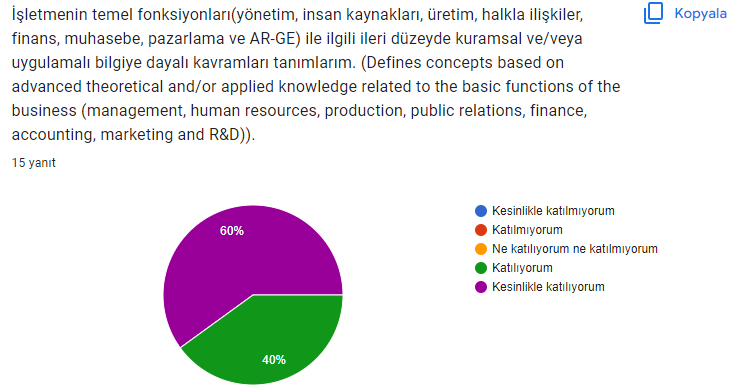 İşletmenin temel fonksiyonları(yönetim, insan kaynakları, üretim, halkla ilişkiler,
finans, muhasebe, pazarlama ve AR-GE) ile ilgili ileri düzeyde kuramsal ve/veya
uygulamalı bilgiye dayalı kavramları tanımlarım. (Defines concepts based on
advanced theoretical and/or applied knowledge related to the basic functions of the
business (management, human resources, production, public relations, finance,
accounting, marketing and R&D)).
Kopyala
15 yanıt
60%
40%
Kesinlikle katılmıyorum
Katılmıyorum
Ne katılıyorum ne katılmıyorum
Katılıyorum
Kesinlikle katılıyorum